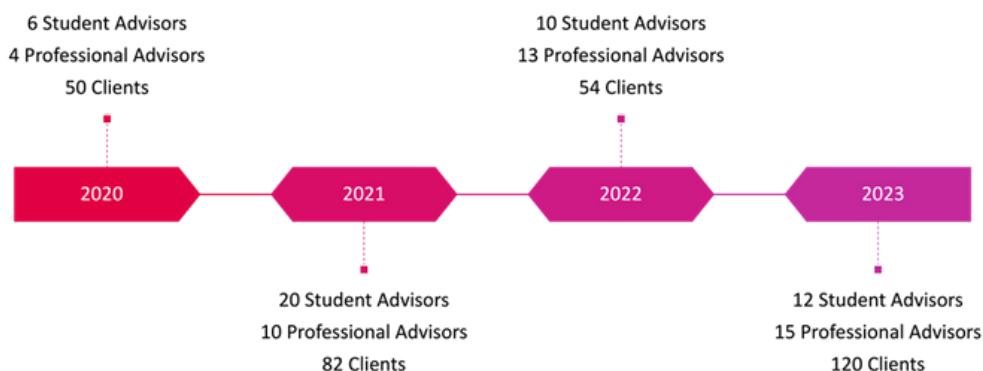 6 Student Advisors
4 Professional Advisors
50 Clients
10 Student Advisors
13 Professional Advisors
54 Clients
2020
2021
2022
2023
20 Student Advisors
10 Professional Advisors
82 Clients
12 Student Advisors
15 Professional Advisors
120 Clients